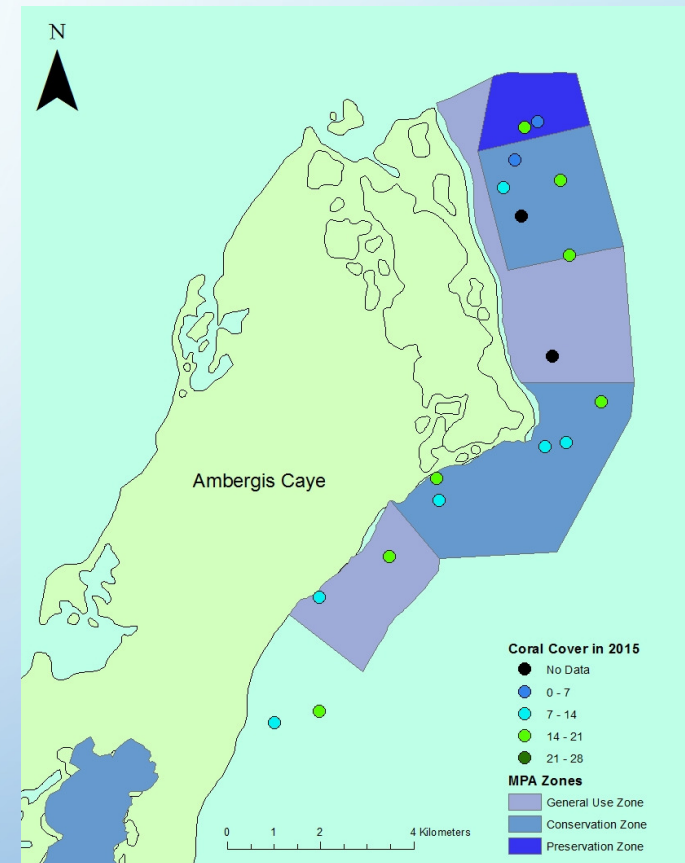 N
Ambergis Caye
Coral Cover in 2015
No Data
0 - 7
7 - 14
14 - 21
21 - 28
MPA Zones
General Use Zone
Conservation Zone
Preservation Zone
0 2 4 Kilometers